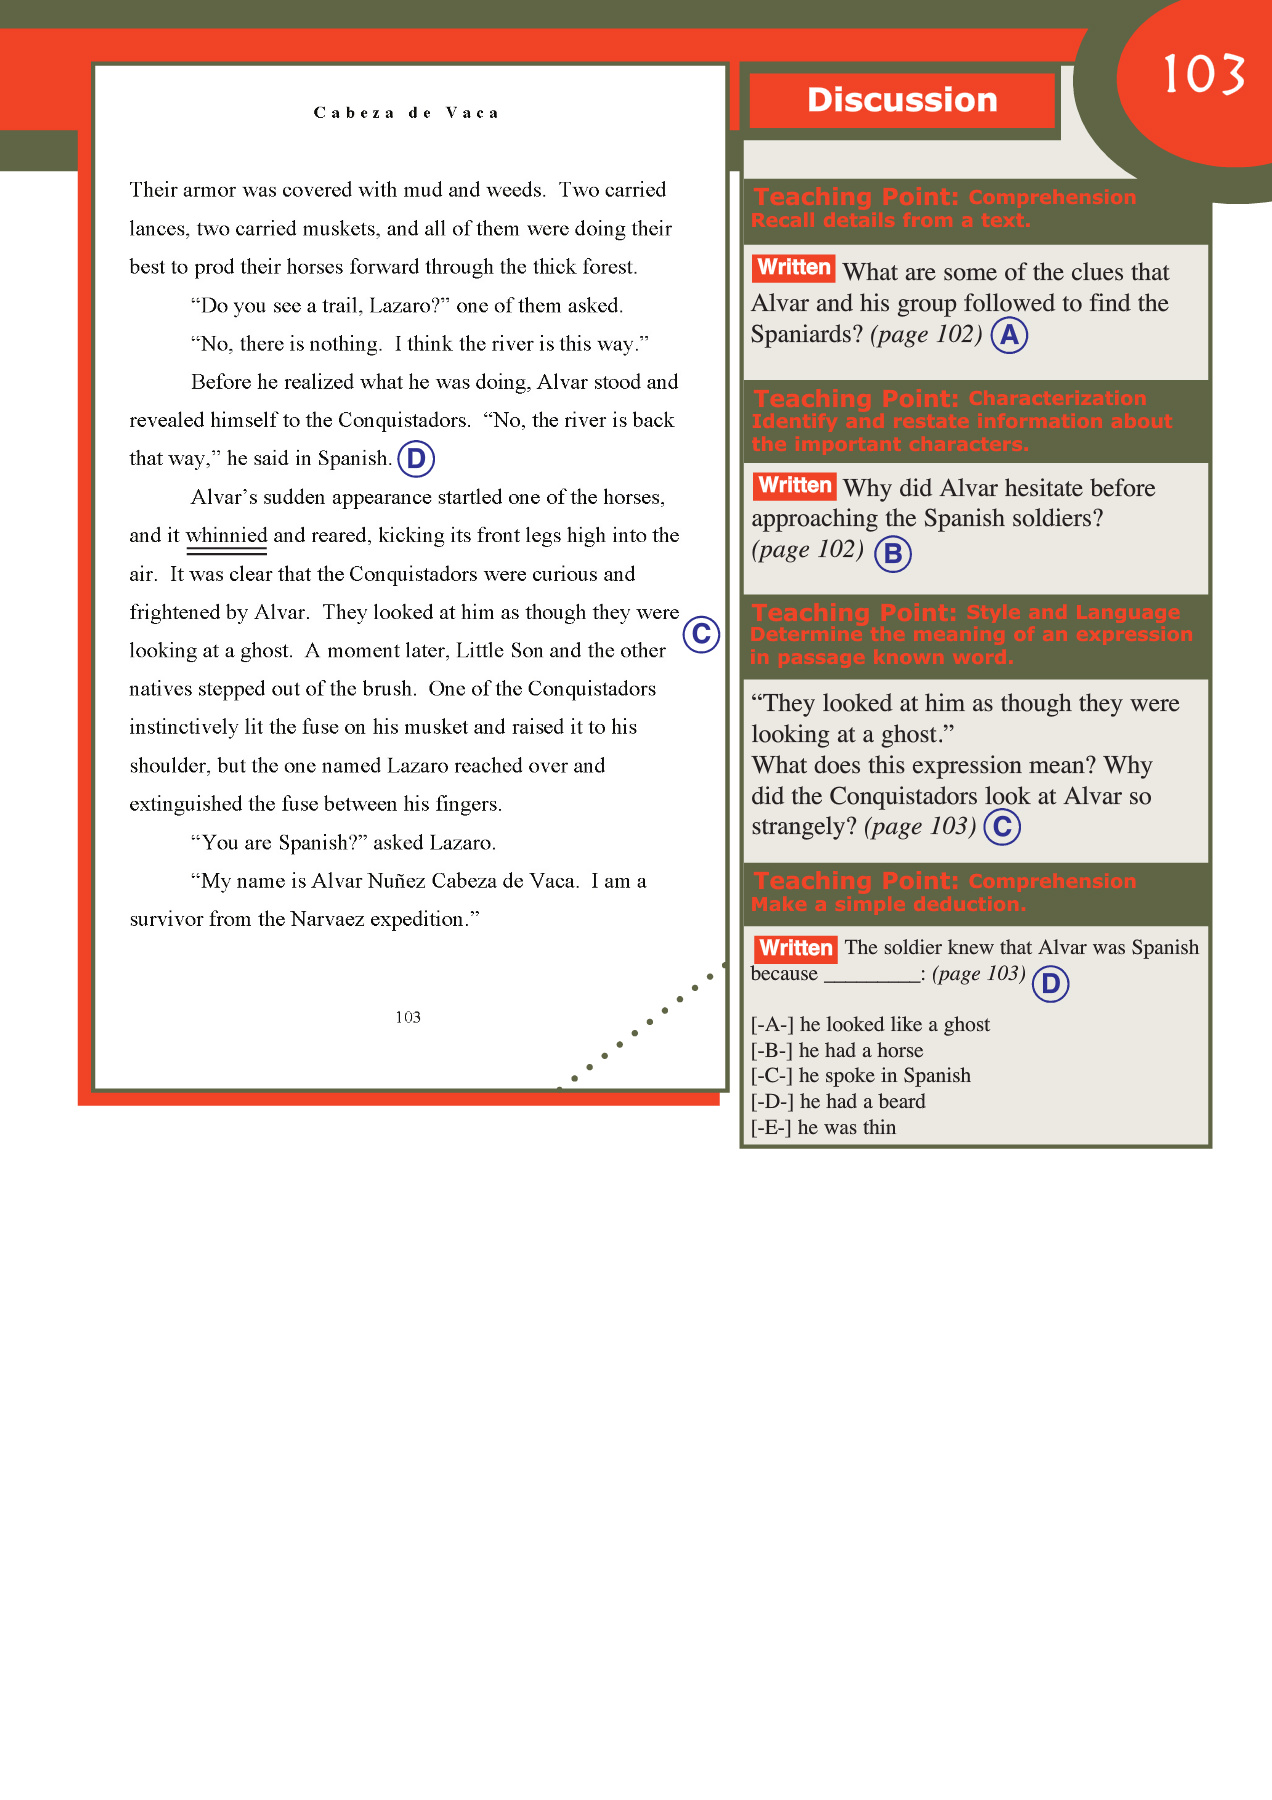 103
Cabeza de Vaca
Their armor was covered with mud and weeds.  Two carried
lances, two carried muskets, and all of them were doing their
best to prod their horses forward through the thick forest.
“Do you see a trail, Lazaro?” one of them asked.
“No, there is nothing.  I think the river is this way.”
Before he realized what he was doing, Alvar stood and
revealed himself to the Conquistadors.  “No, the river is back
that way,” he said in Spanish. D
Alvar’s sudden appearance startled one of the horses,
and it whinnied and reared, kicking its front legs high into the
air.  It was clear that the Conquistadors were curious and
frightened by Alvar.  They looked at him as though they were
C
looking at a ghost.  A moment later, Little Son and the other
natives stepped out of the brush.  One of the Conquistadors
instinctively lit the fuse on his musket and raised it to his
shoulder, but the one named Lazaro reached over and
extinguished the fuse between his fingers.
“You are Spanish?” asked Lazaro.
“My name is Alvar Nuñez Cabeza de Vaca.  I am a
survivor from the Narvaez expedition.”
103
Discussion
Teaching Point: Comprehension
Recall details from a text.
Written What are some of the clues that
Alvar and his group followed to find the
Spaniards? (page 102) A
Teaching Point: Characterization
Identify and restate information about
the important characters.
Written Why did Alvar hesitate before
approaching the Spanish soldiers?
(page 102) B
Teaching Point: Style and Language
Determine the meaning of an expression
in passage known word.
“They looked at him as though they were
looking at a ghost.”
What does this expression mean? Why
did the Conquistadors look at Alvar so
strangely? (page 103) C
Teaching Point: Comprehension
Make a simple deduction.
Written The soldier knew that Alvar was Spanish
because _________: (page 103) D
[-A-] he looked like a ghost
[-B-] he had a horse
[-C-] he spoke in Spanish
[-D-] he had a beard
[-E-] he was thin